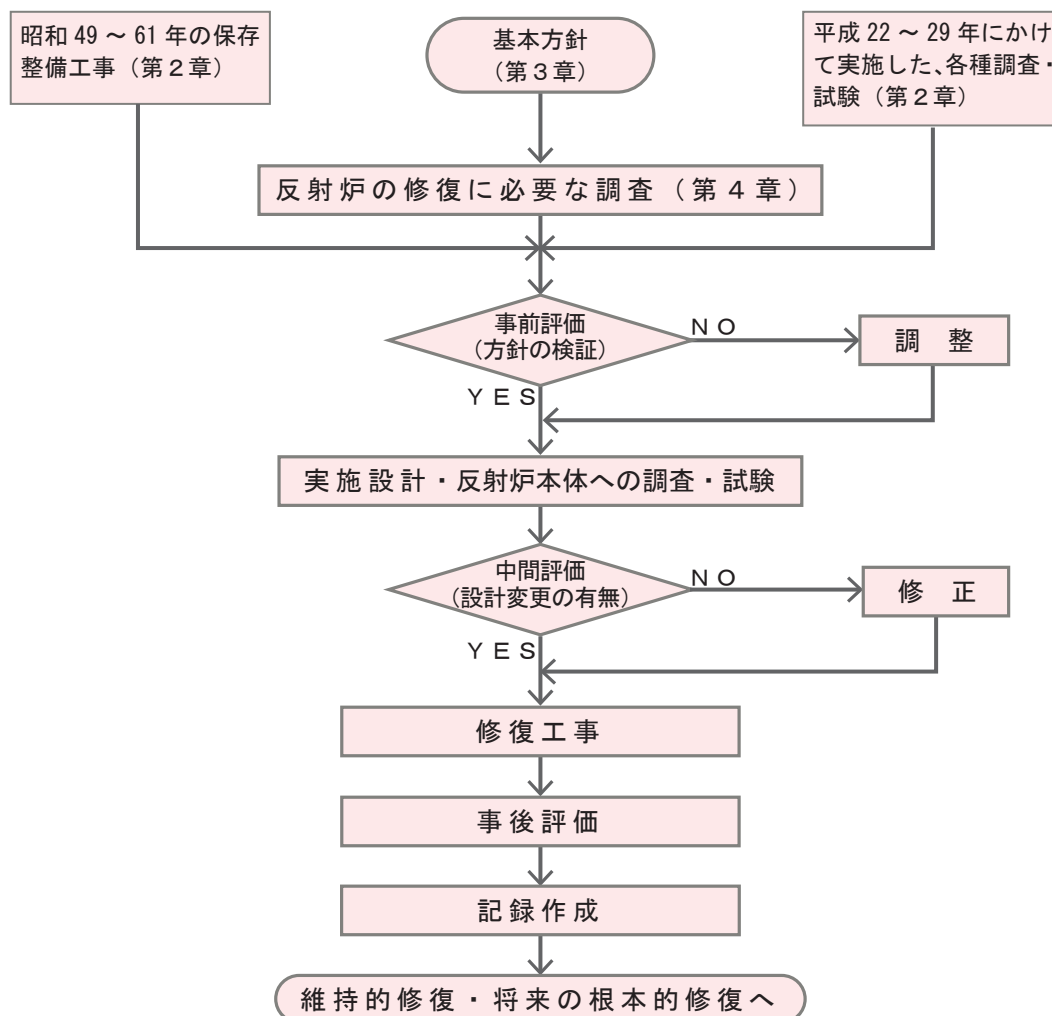 昭和 49 ～ 61 年の保存
整備工事（第２章）
基本方針
（第３章）
平成 22 ～ 29 年にかけ
て実施した、各種調査・
試験（第２章）
反射炉の修復に必要な調査（第４章）
事前評価
（方針の検証）
ＮＯ
調　整
ＹＥＳ
実施設計・反射炉本体への調査・試験
中間評価
（設計変更の有無）
ＮＯ
修　正
ＹＥＳ
修復工事
事後評価
記録作成
維持的修復・将来の根本的修復へ